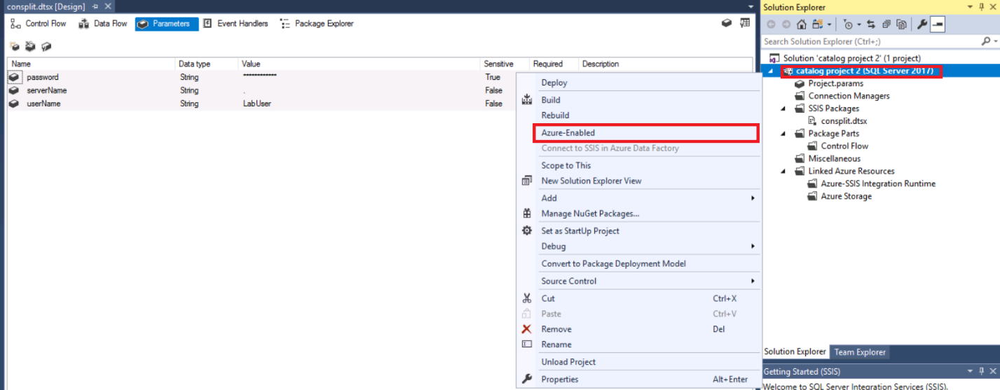 consplit.dtsx [Design]
Control Flow Data Flow Parameters Event Handlers Package Explorer
Name Data type Value Sensitive Required Description
password String ************* True
serverName String . False
userName String LabUser False
Deploy
Build
Rebuild
Azure-Enabled
Connect to SSIS in Azure Data Factory
Scope to This
New Solution Explorer View
Add
Manage NuGet Packages...
Set as StartUp Project
Debug
Convert to Package Deployment Model
Source Control
Cut Ctrl+X
Paste Ctrl+V
Remove Del
Rename
Unload Project
Properties Alt+Enter
Solution Explorer
Search Solution Explorer (Ctrl+;)
Solution 'catalog project 2' (1 project)
catalog project 2 (SQL Server 2017)
Project.params
Connection Managers
SSIS Packages
consplit.dtsx
Package Parts
Control Flow
Miscellaneous
Linked Azure Resources
Azure-SSIS Integration Runtime
Azure Storage
Solution Explorer Team Explorer
Getting Started (SSIS)
Welcome to SQL Server Integration Services (SSIS).